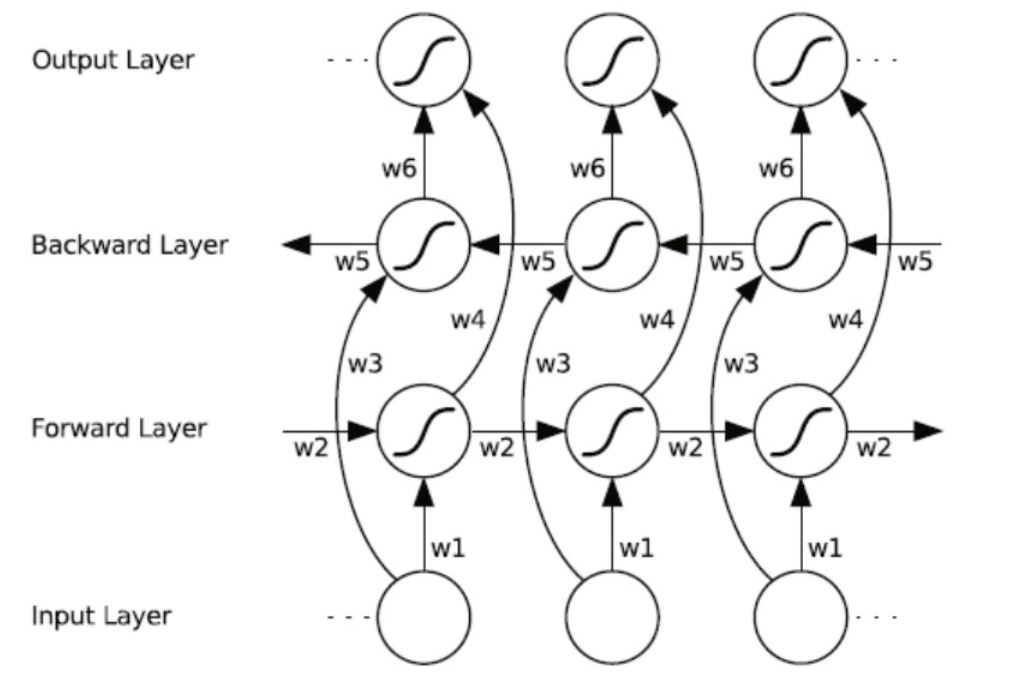 Output Layer
w6 w6 w6
Backward Layer
w5 w5 w5 w5
w4 w4 w4
w3 w3 w3
Forward Layer
w2 w2 w2 w2
w1 w1 w1
Input Layer